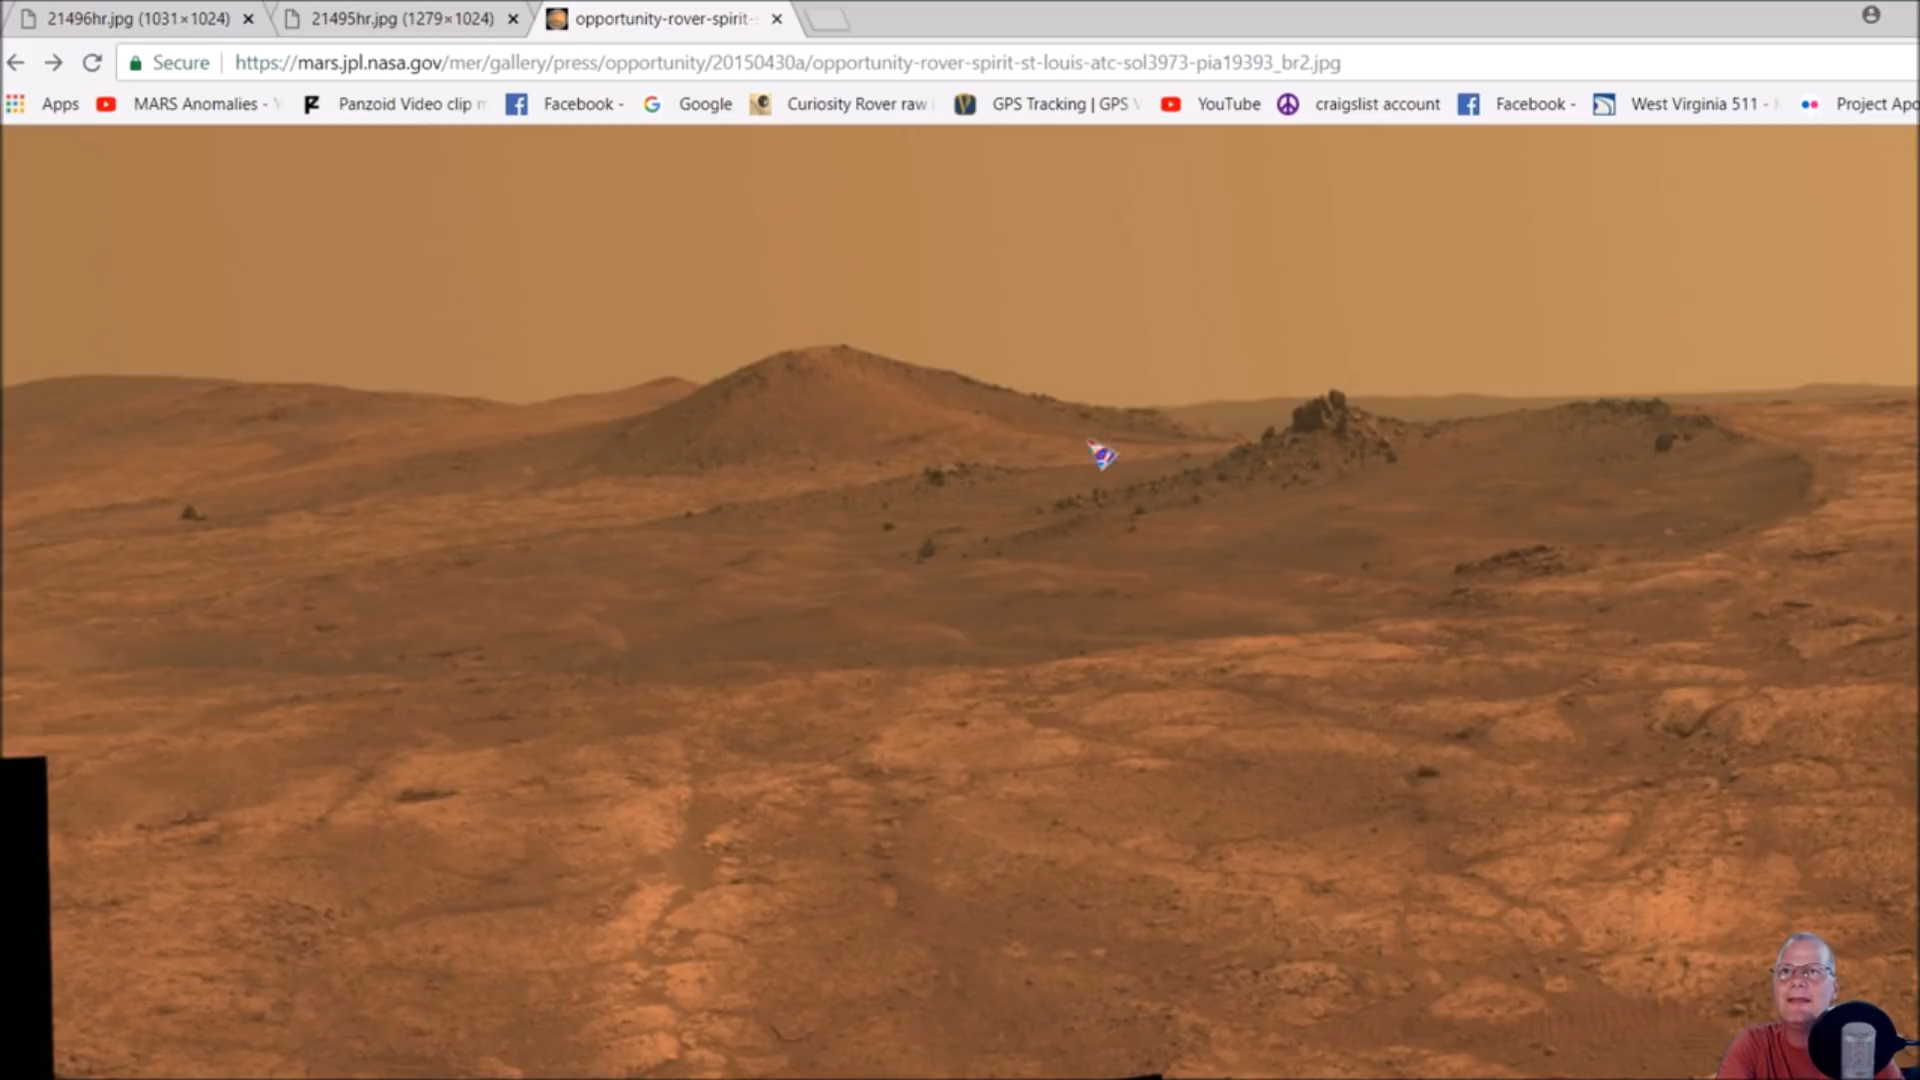 21496hr.jpg (1031×1024) 21495hr.jpg (1279×1024) opportunity-rover-spirit-
Secure https://mars.jpl.nasa.gov/mer/gallery/press/opportunity/20150430a/opportunity-rover-spirit-st-louis-atc-sol3973-pia19393_br2.jpg
Apps MARS Anomalies - Panzoid Video clip Facebook - Google Curiosity Rover raw GPS Tracking | GPS YouTube craigslist account Facebook - West Virginia 511 - Project Apo